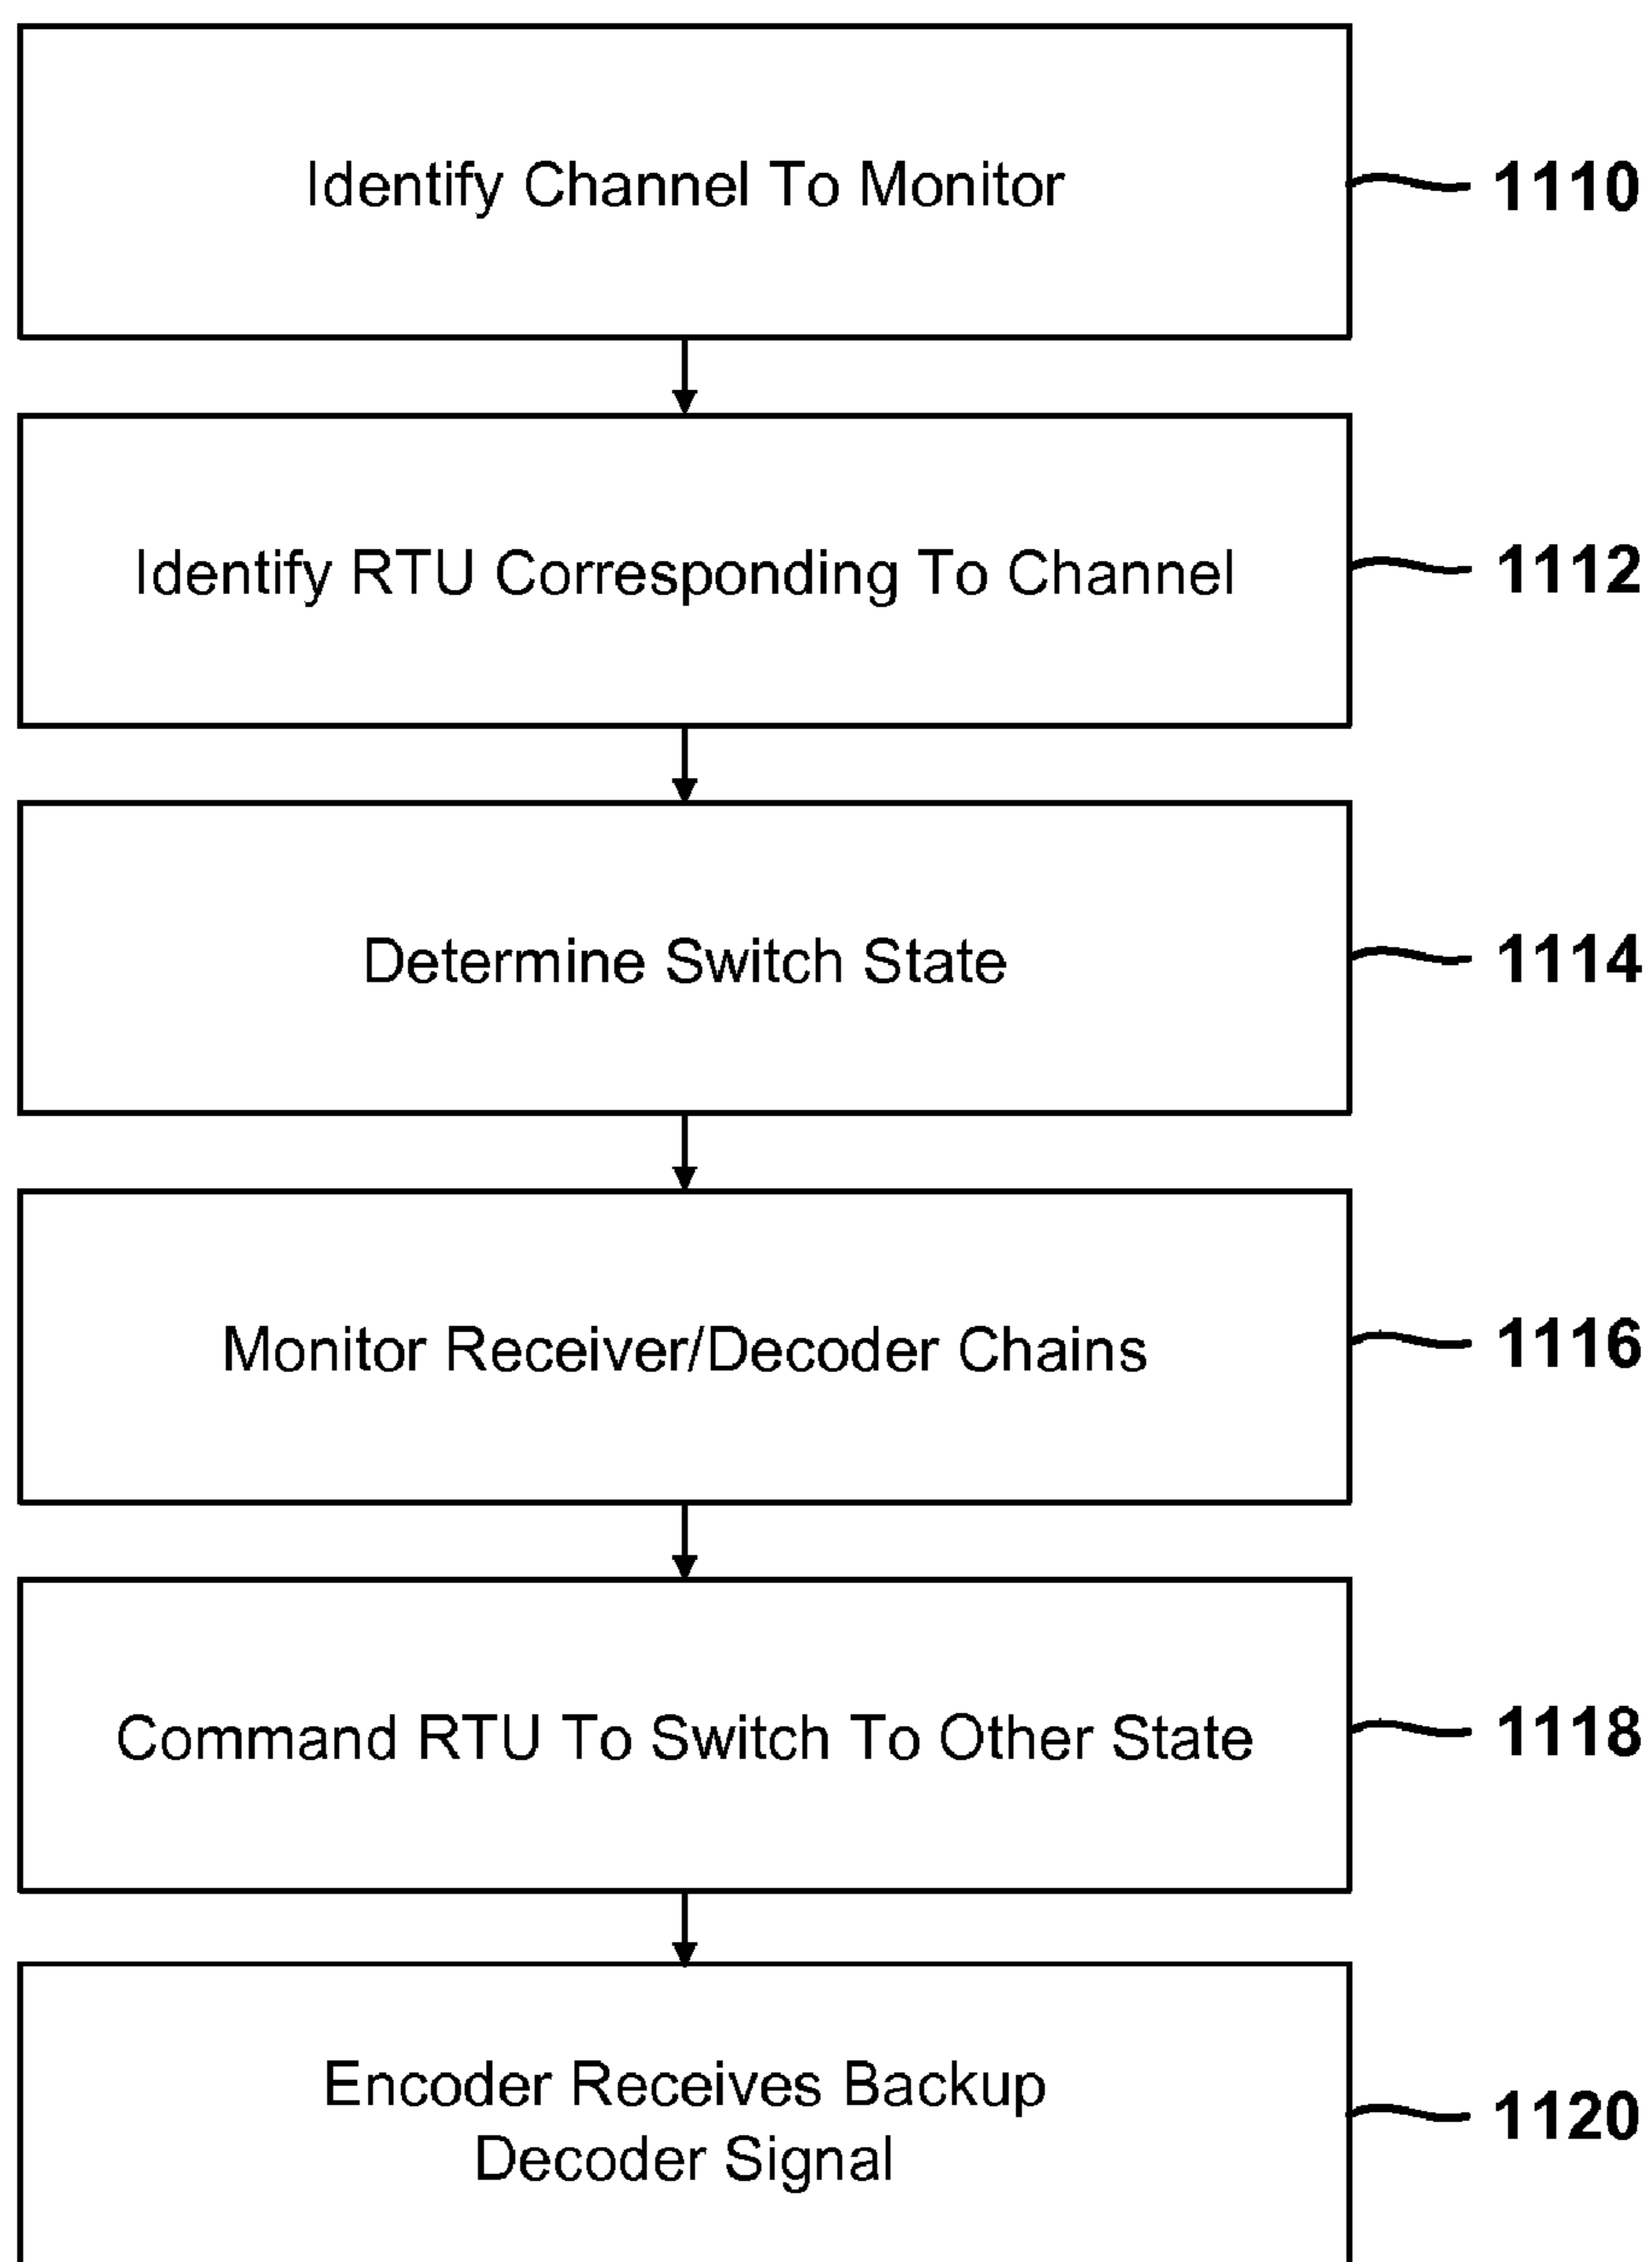 Identify Channel To Monitor
1110
Identify RTU Corresponding To Channel
1112
Determine Switch State
1114
Monitor Receiver/Decoder Chains
1116
Command RTU To Switch To Other State
1118
Encoder Receives Backup
Decoder Signal
1120